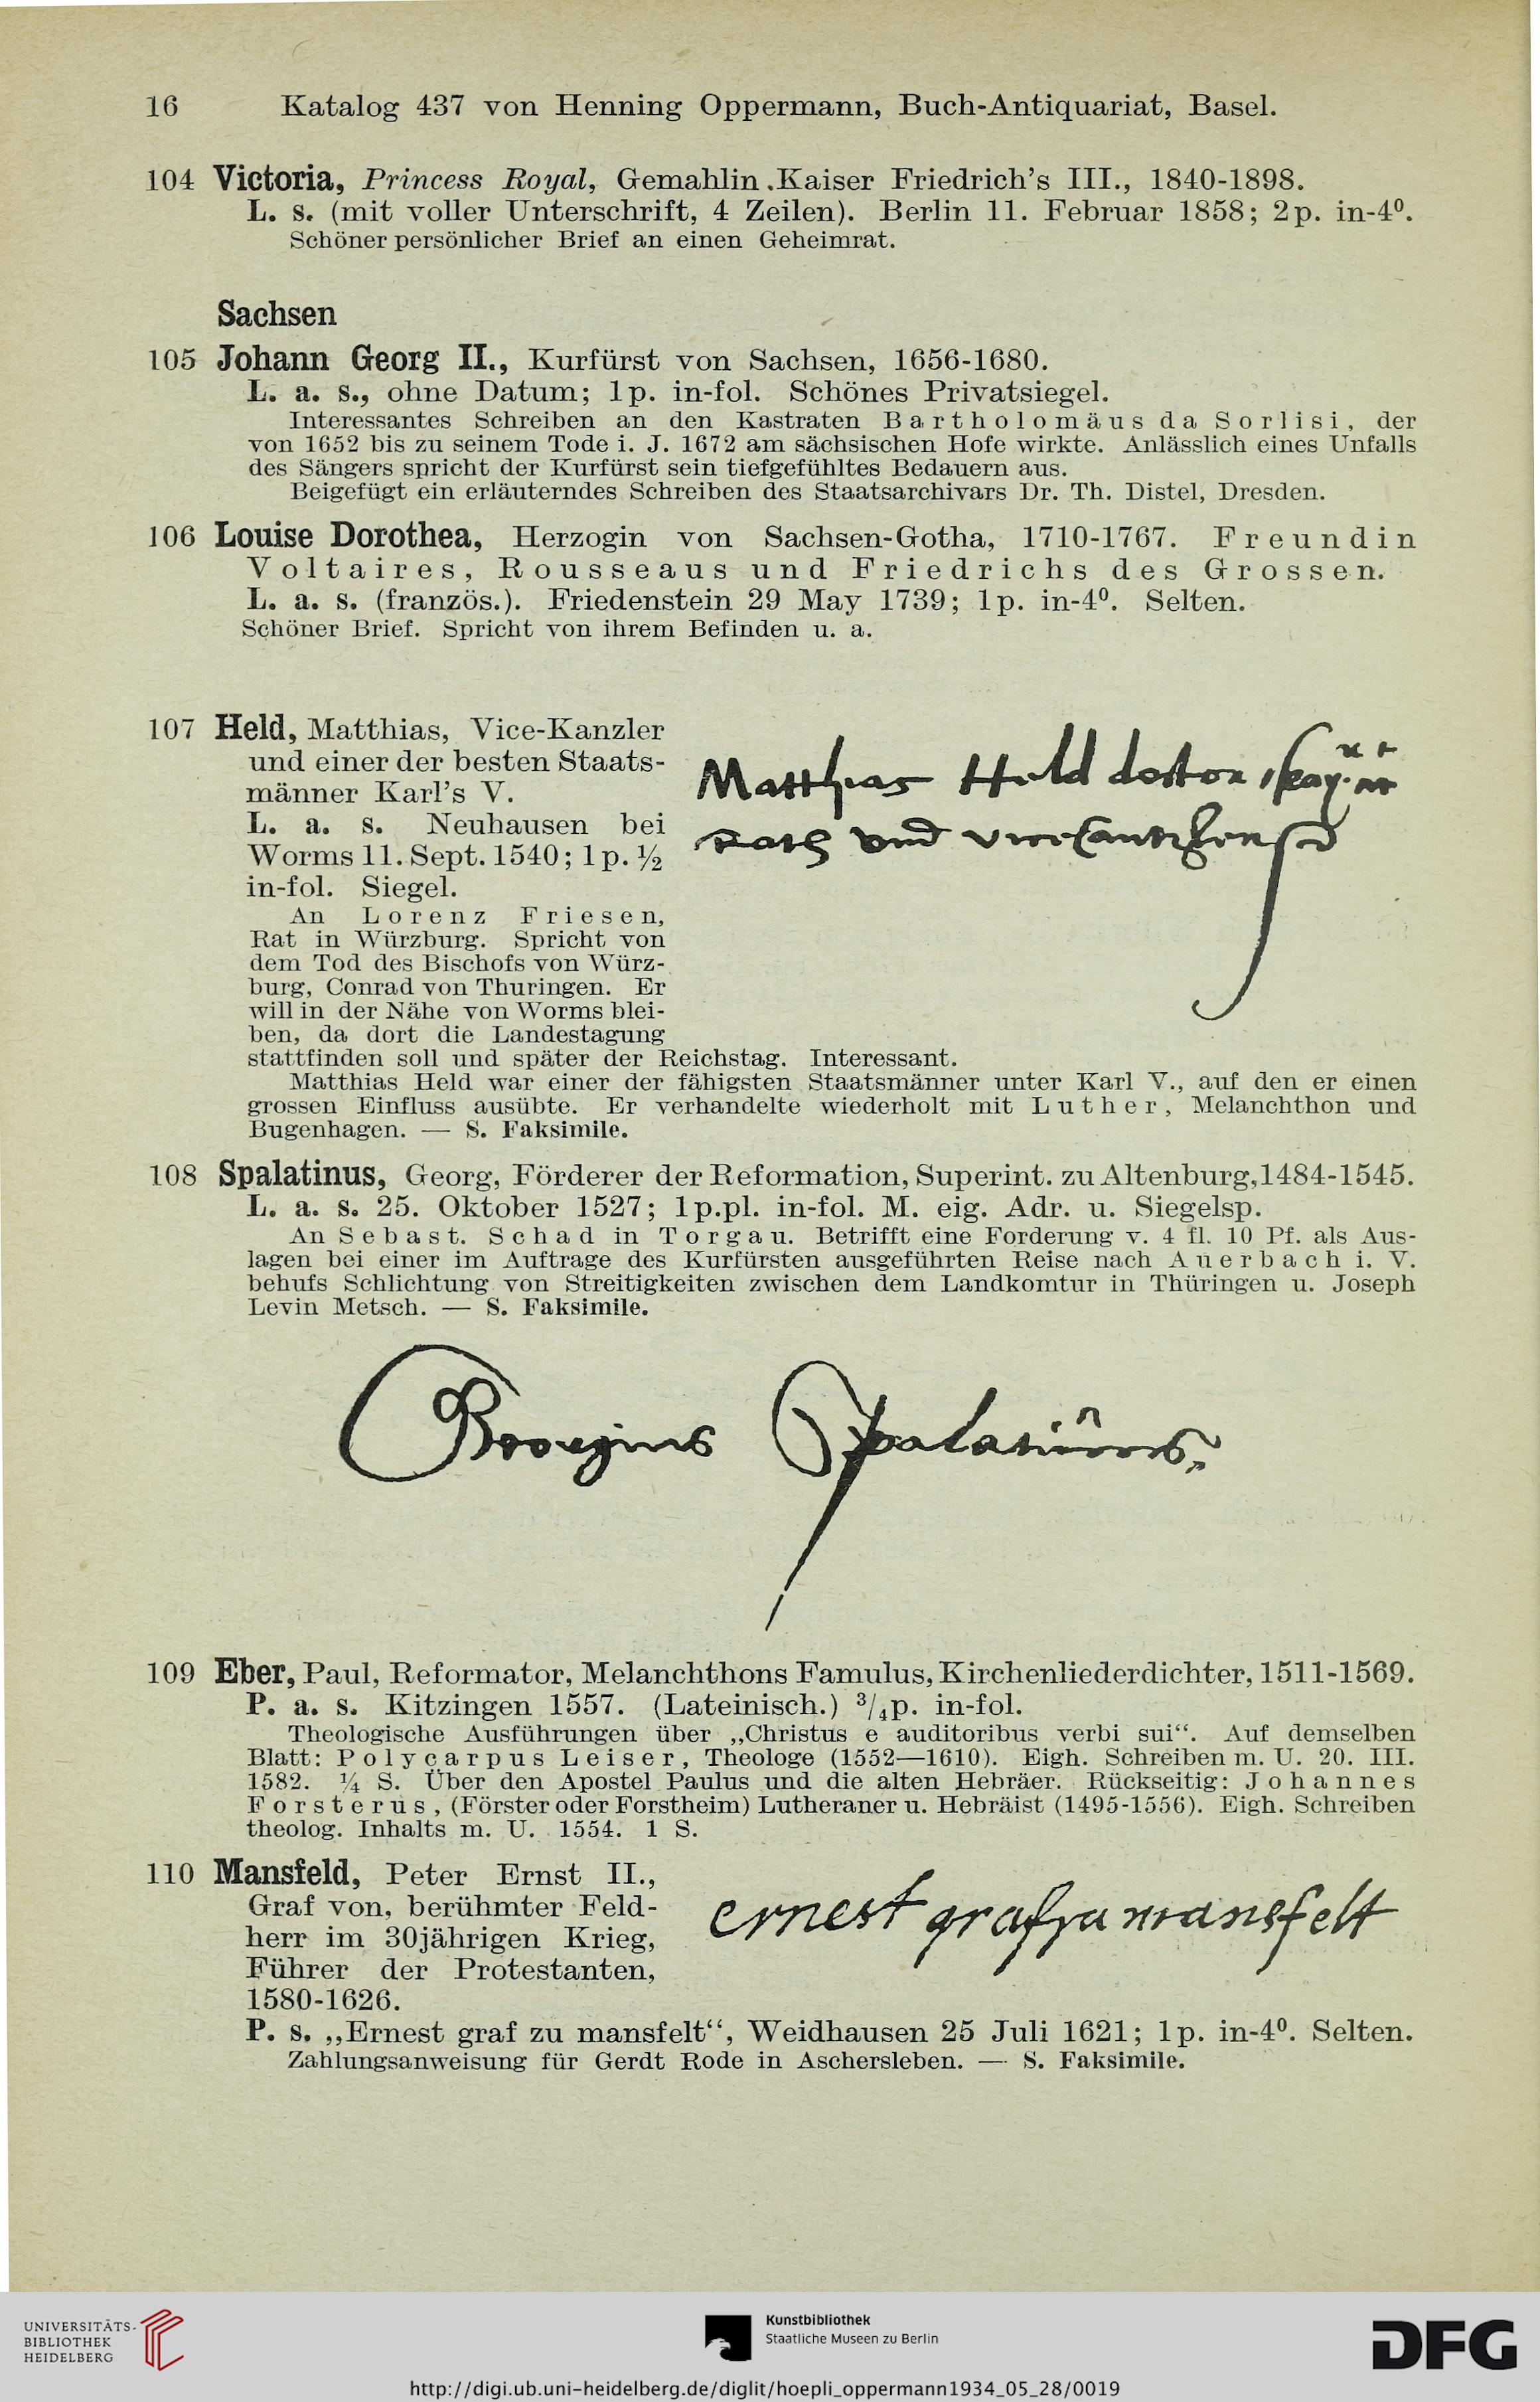 16 Katalog 437 von Henning Oppermann, Buch-Antiquariat, Basel.
104 Victoria, Princess Royal, Gemahlin .Kaiser Friedrich's III., 1840-1898.
L. s. (mit voller Unterschrift, 4 Zeilen). Berlin 11. Februar 1858; 2p. in-4⁰.
Schöner persönlicher Brief an einen Geheimrat.
Sachsen
105 Johann Georg II., Kurfürst von Sachsen, 1656-1680.
L. a. s., ohne Datum; 1p. in-fol. Schönes Privatsiegel.
Interessantes Schreiben an den Kastraten Bartholomäus da Sorlisi, der
von 1652 bis zu seinem Tode i. J. 1672 am sächsischen Hofe wirkte. Anlässlich eines Unfalls
des Sängers spricht der Kurfürst sein tiefgefühltes Bedauern aus.
Beigefügt ein erläuterndes Schreiben des Staatsarchivars Dr. Th. Distel, Dresden.
106 Louise Dorothea, Herzogin von Sachsen-Gotha, 1710-1767. Freundin
Voltaires, Rousseaus und Friedrichs des Grossen.
L. a. s. (französ.). Friedenstein 29 May 1739; 1p. in-4⁰. Selten.
Schöner Brief. Spricht von ihrem Befinden u. a.
107 Held, Matthias, Vice-Kanzler
und einer der besten Staats-
männer Karl's V.
L. a. s. Neuhausen bei
Worms 11. Sept. 1540; 1p. ½
in-fol. Siegel.
An Lorenz Friesen,
Rat in Würzburg. Spricht von
dem Tod des Bischofs von Würz-
burg, Conrad von Thuringen. Er
will in der Nähe von Worms blei-
ben, da dort die Landestagung
Matthias Held doctor
Rath und
stattfinden soll und später der Reichstag. Interessant.
Matthias Held war einer der fähigsten Staatsmänner unter Karl V., auf den er einen
grossen Einfluss ausübte. Er verhandelte wiederholt mit Luther, Melanchthon und
Bugenhagen. — S. Faksimile.
108 Spalatinus, Georg, Förderer der Reformation, Superint. zu Altenburg, 1484-1545.
L. a. s. 25. Oktober 1527; 1p.pl. in-fol. M. eig. Adr. u. Siegelsp.
An Sebast. Schad in Torgau. Betrifft eine Forderung v. 4 fl. 10 Pf. als Aus-
lagen bei einer im Auftrage des Kurfürsten ausgeführten Reise nach Auerbach i. V.
behufs Schlichtung von Streitigkeiten zwischen dem Landkomtur in Thüringen u. Joseph
Levin Metsch. — S. Faksimile.
Georgius Spalatinus
109 Eber, Paul, Reformator, Melanchthons Famulus, Kirchenliederdichter, 1511-1569.
P. a. s. Kitzingen 1557. (Lateinisch.) ³/₄p. in-fol.
Theologische Ausführungen über „Christus e auditoribus verbi sui“. Auf demselben
Blatt: Polycarpus Leiser, Theologe (1552—1610). Eigh. Schreiben m. U. 20. III.
1582. ¼ S. Über den Apostel Paulus und die alten Hebräer. Rückseitig: Johannes
Forsterus, (Förster oder Forstheim) Lutheraner u. Hebräist (1495-1556). Eigh. Schreiben
theolog. Inhalts m. U. 1554. 1 S.
110 Mansfeld, Peter Ernst II.,
Graf von, berühmter Feld-
herr im 30jährigen Krieg,
Führer der Protestanten,
1580-1626.
ernest graf zu mansfelt
P. s. „Ernest graf zu mansfelt“, Weidhausen 25 Juli 1621; 1p. in-4⁰. Selten.
Zahlungsanweisung für Gerdt Rode in Aschersleben. — S. Faksimile.
UNIVERSITÄTS-
BIBLIOTHEK
HEIDELBERG
Kunstbibliothek
Staatliche Museen zu Berlin
DFG
http://digi.ub.uni-heidelberg.de/diglit/hoepli_oppermann1934_05_28/0019